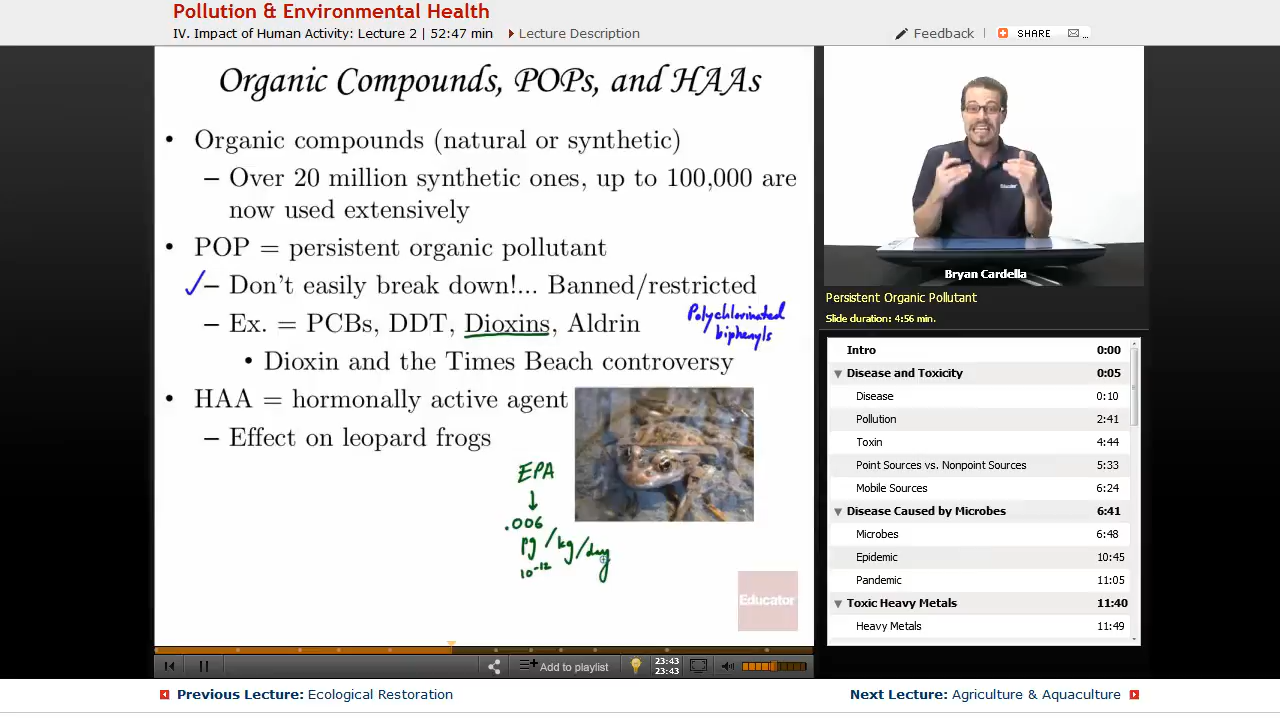 Pollution & Environmental Health
IV. Impact of Human Activity: Lecture 2 | 52:47 min
Lecture Description
Feedback
SHARE
Organic Compounds, POPs, and HAAs
• Organic compounds (natural or synthetic)
– Over 20 million synthetic ones, up to 100,000 are
now used extensively
• POP = persistent organic pollutant
✓– Don't easily break down!... Banned/restricted
– Ex. = PCBs, DDT, Dioxins, Aldrin
Polychlorinated
biphenyls
• Dioxin and the Times Beach controversy
• HAA = hormonally active agent
– Effect on leopard frogs
EPA
↓
.006
pg/kg/day
10⁻¹²
Educator
Educator
Bryan Cardella
Persistent Organic Pollutant
Slide duration: 4:56 min.
Intro 0:00
Disease and Toxicity 0:05
Disease 0:10
Pollution 2:41
Toxin 4:44
Point Sources vs. Nonpoint Sources 5:33
Mobile Sources 6:24
Disease Caused by Microbes 6:41
Microbes 6:48
Epidemic 10:45
Pandemic 11:05
Toxic Heavy Metals 11:40
Heavy Metals 11:49
Add to playlist
23:43
23:43
Previous Lecture: Ecological Restoration
Next Lecture: Agriculture & Aquaculture